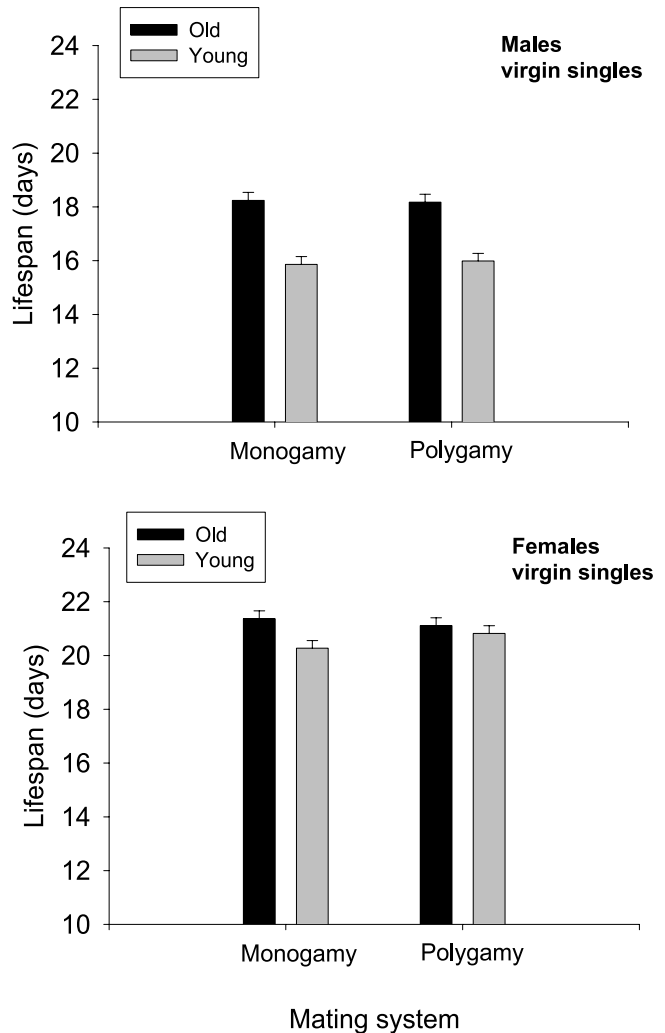 Old
Young
Males
virgin singles
24
22
20
18
16
14
12
10
Lifespan (days)
Monogamy Polygamy
Old
Young
Females
virgin singles
24
22
20
18
16
14
12
10
Lifespan (days)
Monogamy Polygamy
Mating system